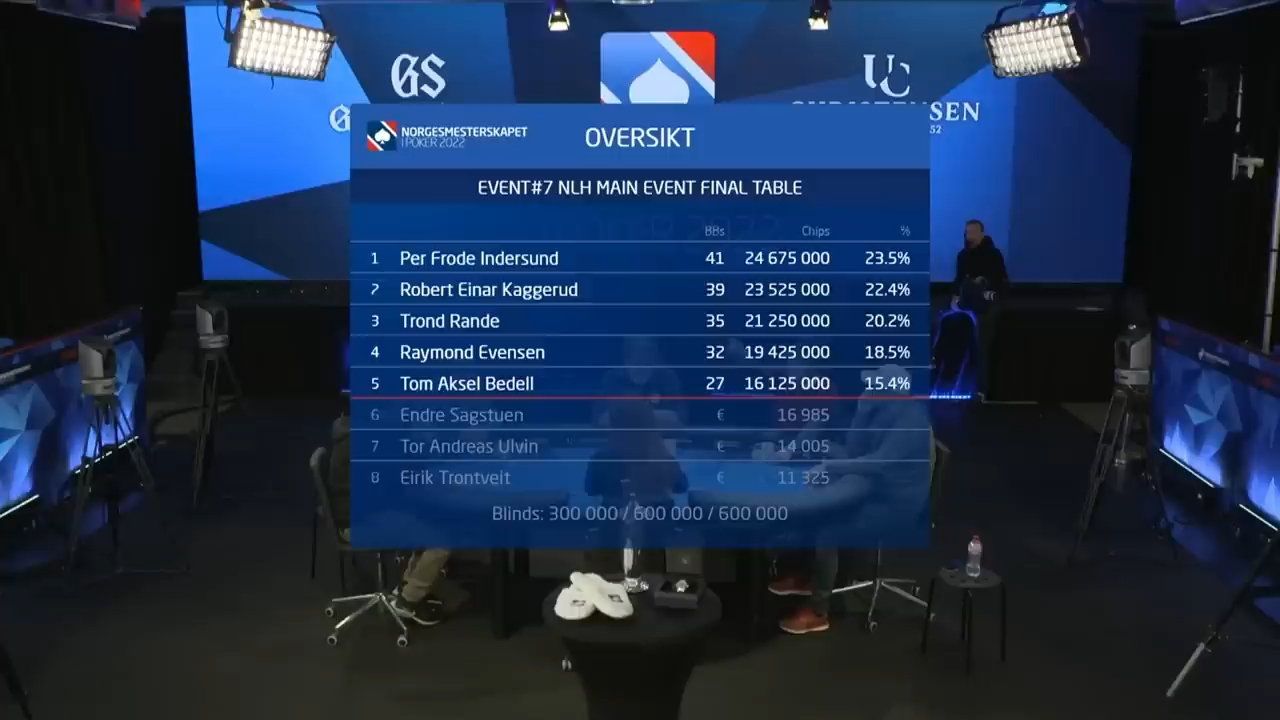 GS
UC
CHRISTENSEN
52
NORGESMESTERSKAPET
I POKER 2022
OVERSIKT
EVENT#7 NLH MAIN EVENT FINAL TABLE
POKER 2022
BBs Chips %
1 Per Frode Indersund 41 24 675 000 23.5%
2 Robert Einar Kaggerud 39 23 525 000 22.4%
3 Trond Rande 35 21 250 000 20.2%
4 Raymond Evensen 32 19 425 000 18.5%
5 Tom Aksel Bedell 27 16 125 000 15.4%
6 Endre Sagstuen € 16 985
7 Tor Andreas Ulvin € 14 005
8 Eirik Trontveit € 11 325
Blinds: 300 000 / 600 000 / 600 000